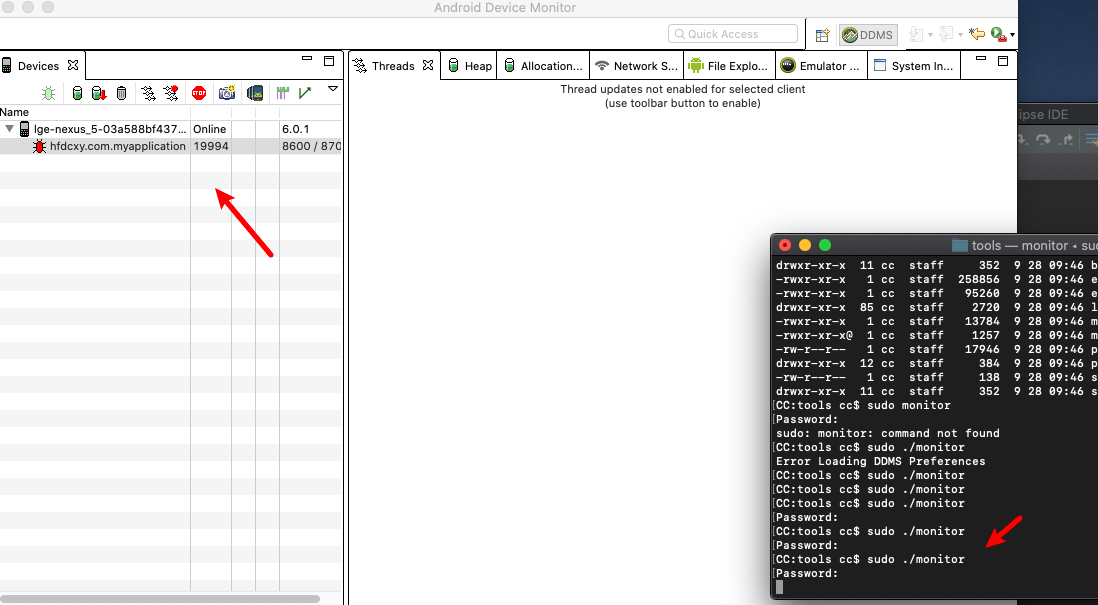 Android Device Monitor
Quick Access
DDMS
Devices
Threads
Heap
Allocation...
Network S...
File Explo...
Emulator ...
System In...
Thread updates not enabled for selected client
(use toolbar button to enable)
Name
lge-nexus_5-03a588bf437... Online 6.0.1
hfdcxy.com.myapplication 19994 8600 / 870
ipse IDE
tools — monitor ◂ sud
drwxr-xr-x 11 cc staff 352 9 28 09:46 b
-rwxr-xr-x 1 cc staff 258856 9 28 09:46 e
-rwxr-xr-x 1 cc staff 95260 9 28 09:46 e
drwxr-xr-x 85 cc staff 2720 9 28 09:46 l
-rwxr-xr-x 1 cc staff 13784 9 28 09:46 m
-rwxr-xr-x@ 1 cc staff 1257 9 28 09:46 m
-rw-r--r-- 1 cc staff 17946 9 28 09:46 p
drwxr-xr-x 12 cc staff 384 9 28 09:46 p
-rw-r--r-- 1 cc staff 138 9 28 09:46 s
drwxr-xr-x 11 cc staff 352 9 28 09:46 s
[CC:tools cc$ sudo monitor
[Password:
sudo: monitor: command not found
[CC:tools cc$ sudo ./monitor
Error Loading DDMS Preferences
[CC:tools cc$ sudo ./monitor
[CC:tools cc$ sudo ./monitor
[CC:tools cc$ sudo ./monitor
[Password:
[CC:tools cc$ sudo ./monitor
[Password:
[CC:tools cc$ sudo ./monitor
[Password: